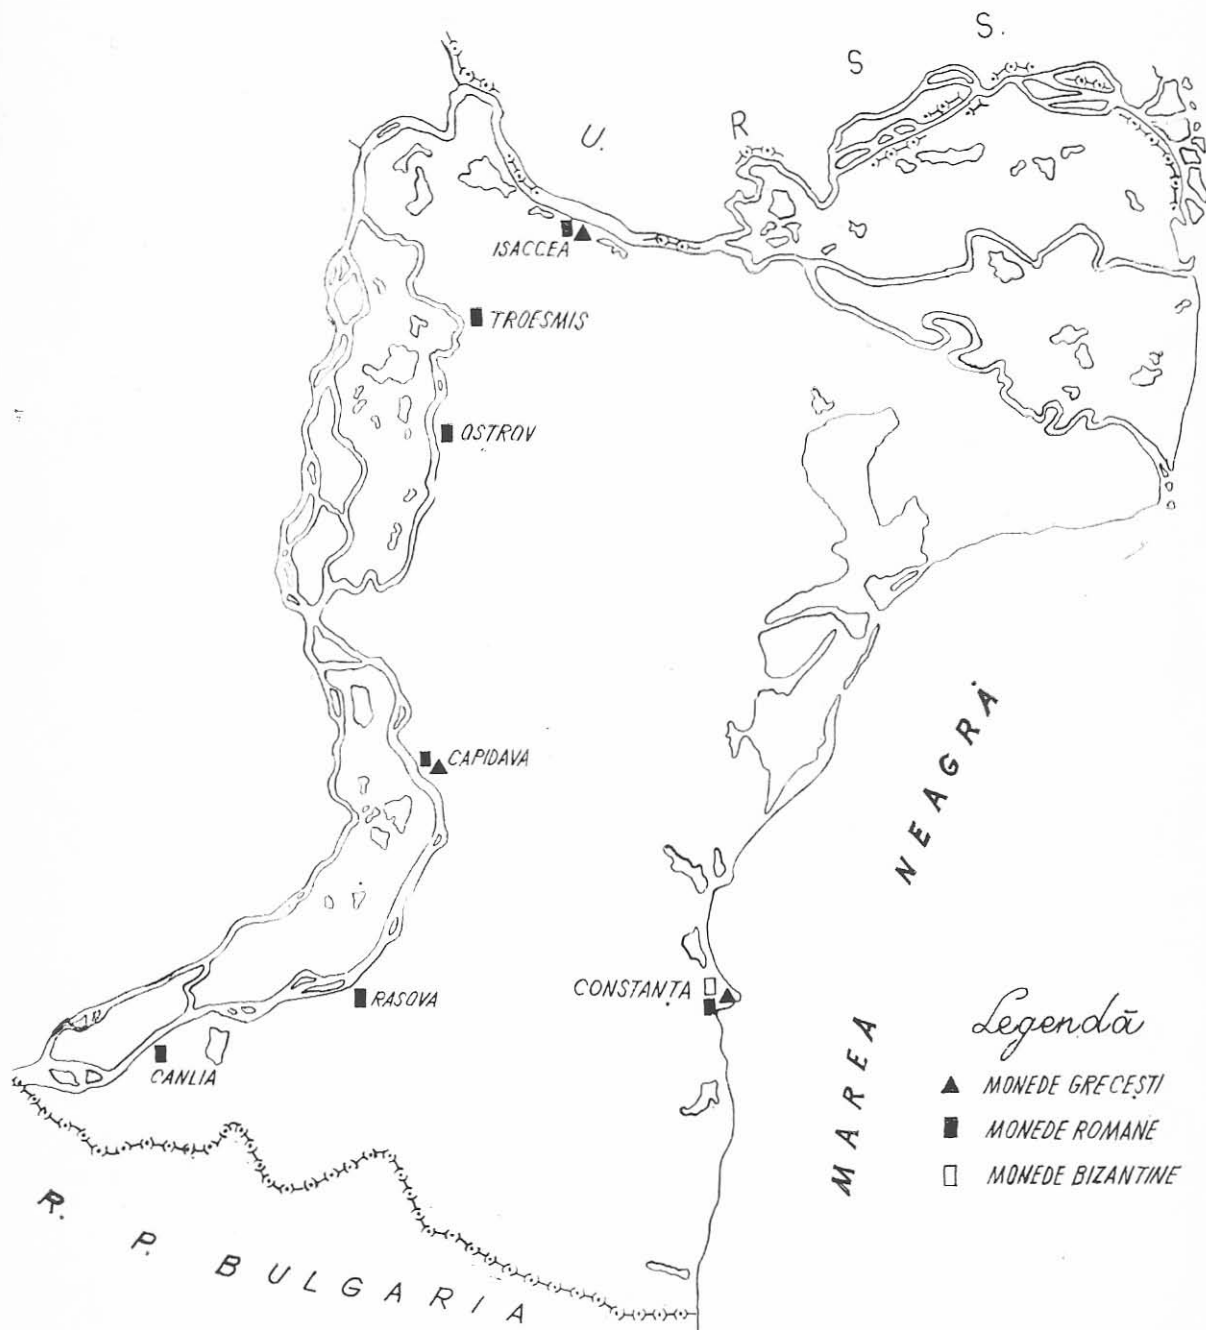 U. R S S.
ISACCEA
TROESMIS
OSTROV
CAPIDAVA
CONSTANȚA
RASOVA
CANLIA
MAREA NEAGRĂ
R. P. BULGARIA
Legendă
MONEDE GRECEȘTI
MONEDE ROMANE
MONEDE BIZANTINE